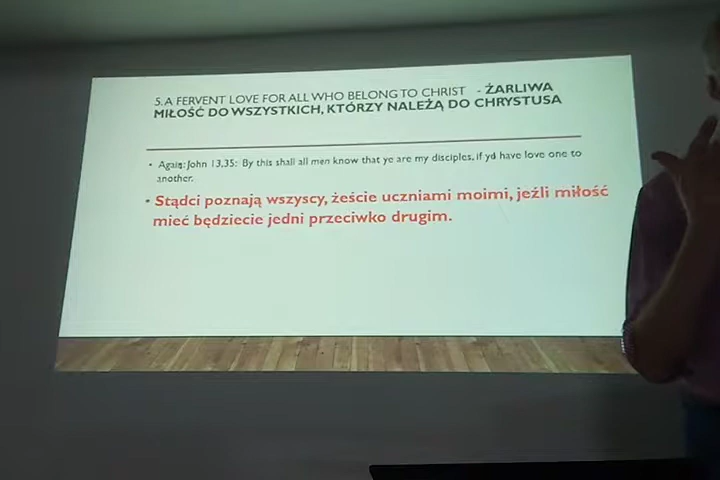 5. A FERVENT LOVE FOR ALL WHO BELONG TO CHRIST - ŻARLIWA
MIŁOŚĆ DO WSZYSTKICH, KTÓRZY NALEŻĄ DO CHRYSTUSA
• Again: John 13,35: By this shall all men know that ye are my disciples, if yd have love one to
another.
• Stądci poznają wszyscy, żeście uczniami moimi, jeźli miłość
mieć będziecie jedni przeciwko drugim.